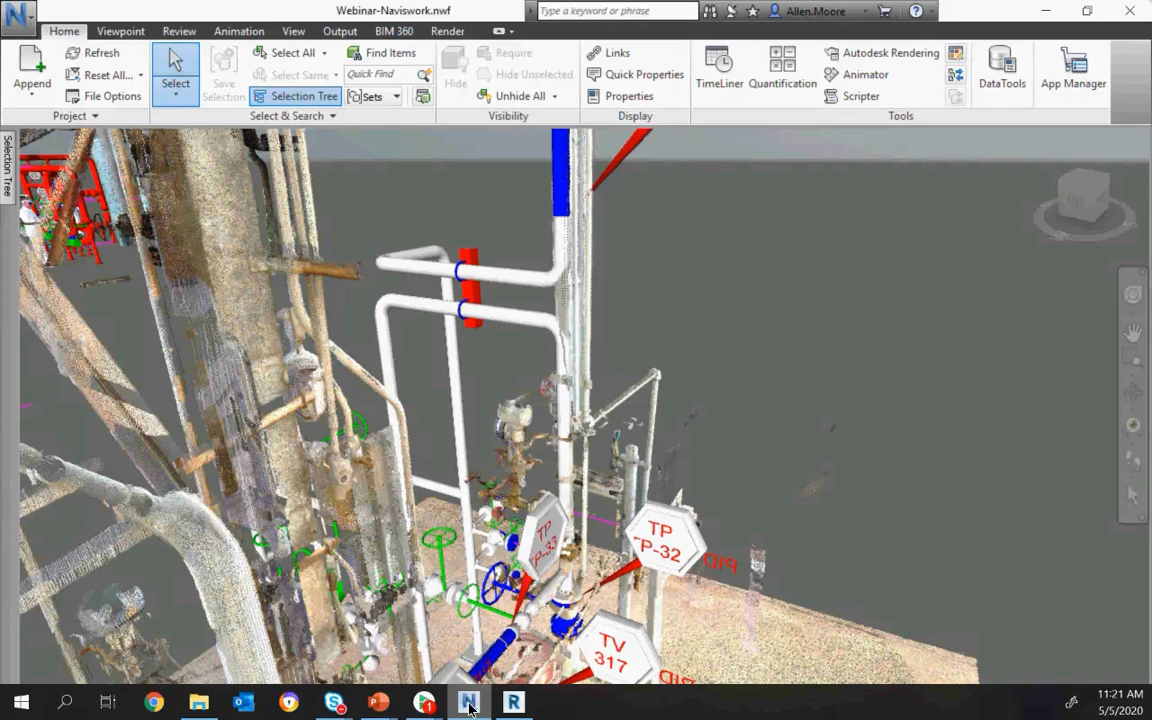 Webinar-Naviswork.nwf
Type a keyword or phrase
Allen.Moore
Home Viewpoint Review Animation View Output BIM 360 Render
Append
Refresh
Reset All...
File Options
Project
Select
Save Selection
Select All
Select Same
Selection Tree
Find Items
Quick Find
Sets
Select & Search
Hide
Require
Hide Unselected
Unhide All
Visibility
Links
Quick Properties
Properties
Display
TimeLiner
Quantification
Autodesk Rendering
Animator
Scripter
DataTools
App Manager
Tools
Selection Tree
TP
TP-33
TP
TP-32
PID
TV
317
PID
11:21 AM
5/5/2020